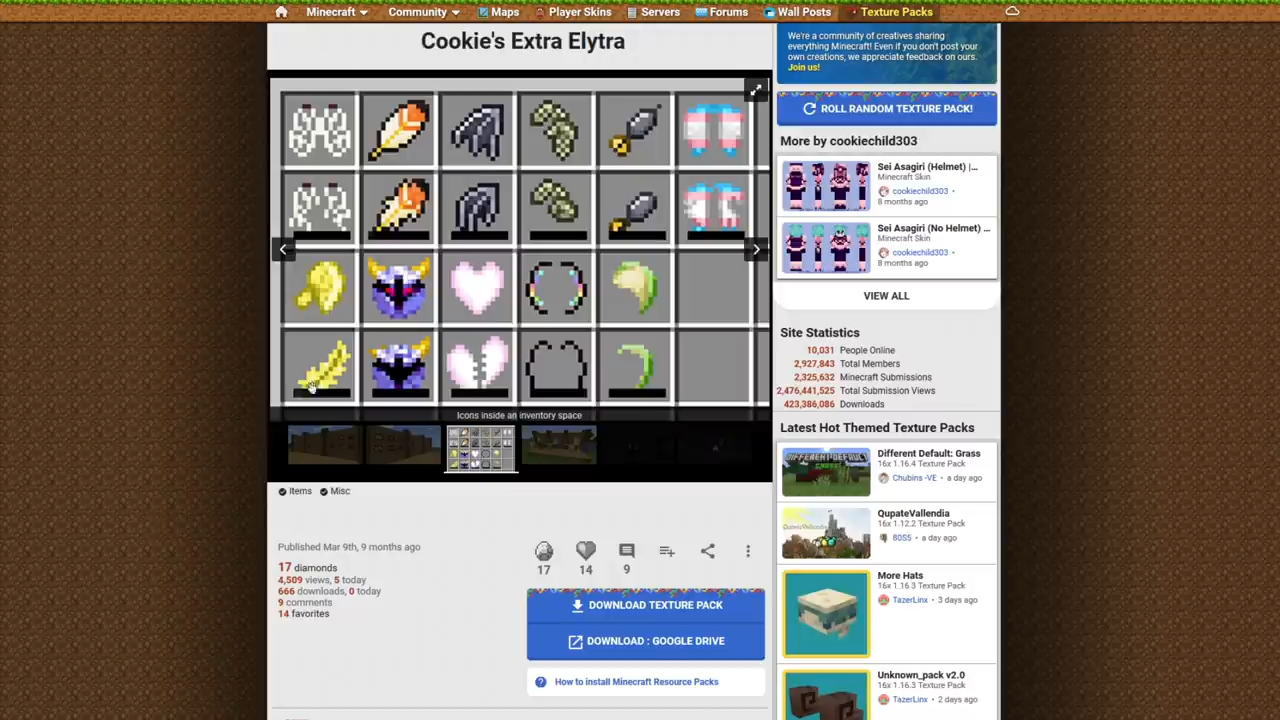 Minecraft
Community
Maps
Player Skins
Servers
Forums
Wall Posts
Texture Packs
Cookie's Extra Elytra
Icons inside an inventory space
Items
Misc
Published Mar 9th, 9 months ago
17 diamonds
4,509 views, 5 today
666 downloads, 0 today
9 comments
14 favorites
17
14
9
DOWNLOAD TEXTURE PACK
DOWNLOAD : GOOGLE DRIVE
How to install Minecraft Resource Packs
We're a community of creatives sharing
everything Minecraft! Even if you don't post your
own creations, we appreciate feedback on ours.
Join us!
ROLL RANDOM TEXTURE PACK!
More by cookiechild303
Sei Asagiri (Helmet) |...
Minecraft Skin
cookiechild303 •
8 months ago
Sei Asagiri (No Helmet) ...
Minecraft Skin
cookiechild303 •
8 months ago
VIEW ALL
Site Statistics
10,031 People Online
2,927,843 Total Members
2,325,632 Minecraft Submissions
2,476,441,525 Total Submission Views
423,386,086 Downloads
Latest Hot Themed Texture Packs
Different Default: Grass
16x 1.16.4 Texture Pack
Chubins -VE • a day ago
QupateVallendia
16x 1.12.2 Texture Pack
80S5 • a day ago
More Hats
16x 1.16.3 Texture Pack
TazerLinx • 3 days ago
Unknown_pack v2.0
16x 1.16.3 Texture Pack
TazerLinx • 2 days ago